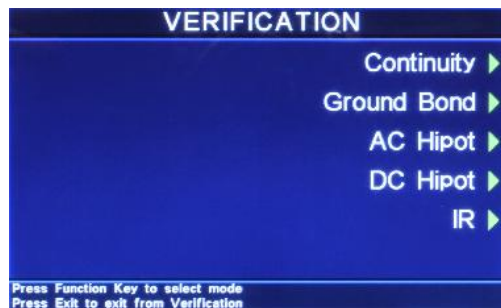 VERIFICATION
Continuity
Ground Bond
AC Hipot
DC Hipot
IR
Press Function Key to select mode
Press Exit to exit from Verification